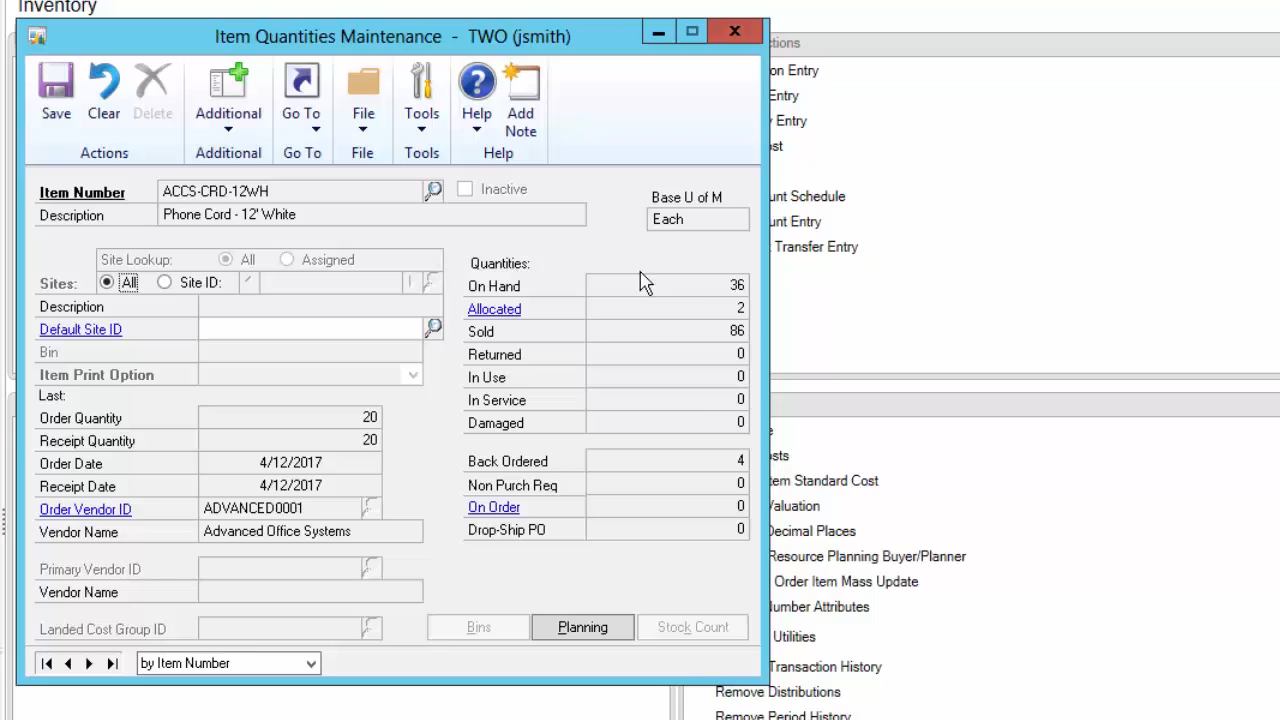 Inventory
Item Quantities Maintenance - TWO (jsmith)
Save
Clear
Delete
Additional
Go To
File
Tools
Help
Add
Note
Actions
Additional
Go To
File
Tools
Help
Item Number ACCS-CRD-12WH
Inactive
Description Phone Cord - 12' White
Base U of M
Each
Site Lookup: All Assigned
Sites: All Site ID:
Description
Default Site ID
Bin
Item Print Option
Last:
Order Quantity 20
Receipt Quantity 20
Order Date 4/12/2017
Receipt Date 4/12/2017
Order Vendor ID ADVANCED0001
Vendor Name Advanced Office Systems
Primary Vendor ID
Vendor Name
Landed Cost Group ID
Quantities:
On Hand 36
Allocated 2
Sold 86
Returned 0
In Use 0
In Service 0
Damaged 0
Back Ordered 4
Non Purch Req 0
On Order 0
Drop-Ship PO 0
Bins
Planning
Stock Count
by Item Number
tions
on Entry
Entry
y Entry
ost
unt Schedule
unt Entry
t Transfer Entry
e
osts
tem Standard Cost
Valuation
Decimal Places
Resource Planning Buyer/Planner
Order Item Mass Update
Number Attributes
Utilities
Transaction History
Remove Distributions
Remove Period History